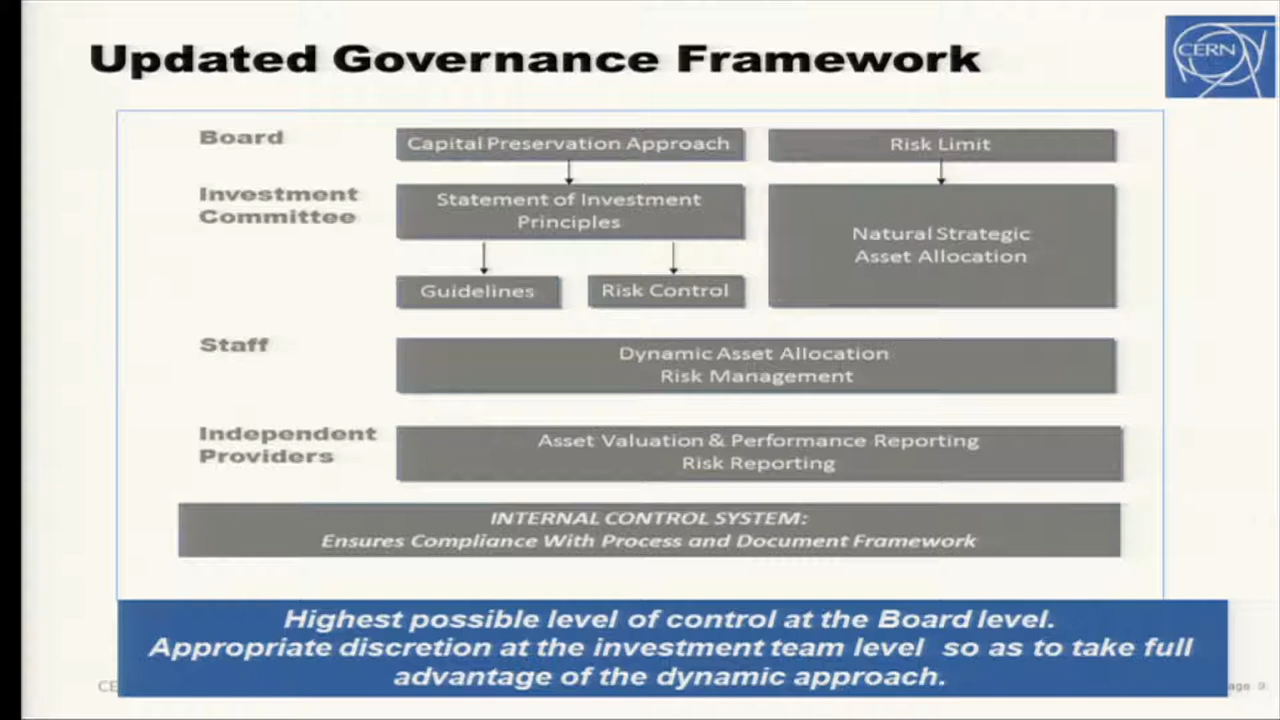 Updated Governance Framework
CERN
Board
Capital Preservation Approach
Risk Limit
Investment
Committee
Statement of Investment
Principles
Natural Strategic
Asset Allocation
Guidelines
Risk Control
Staff
Dynamic Asset Allocation
Risk Management
Independent
Providers
Asset Valuation & Performance Reporting
Risk Reporting
INTERNAL CONTROL SYSTEM:
Ensures Compliance With Process and Document Framework
Highest possible level of control at the Board level.
Appropriate discretion at the investment team level so as to take full
advantage of the dynamic approach.